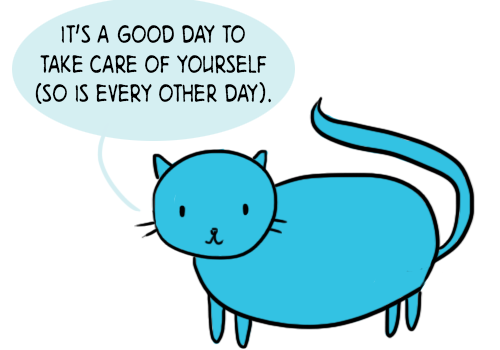 IT'S A GOOD DAY TO
TAKE CARE OF YOURSELF
(SO IS EVERY OTHER DAY).